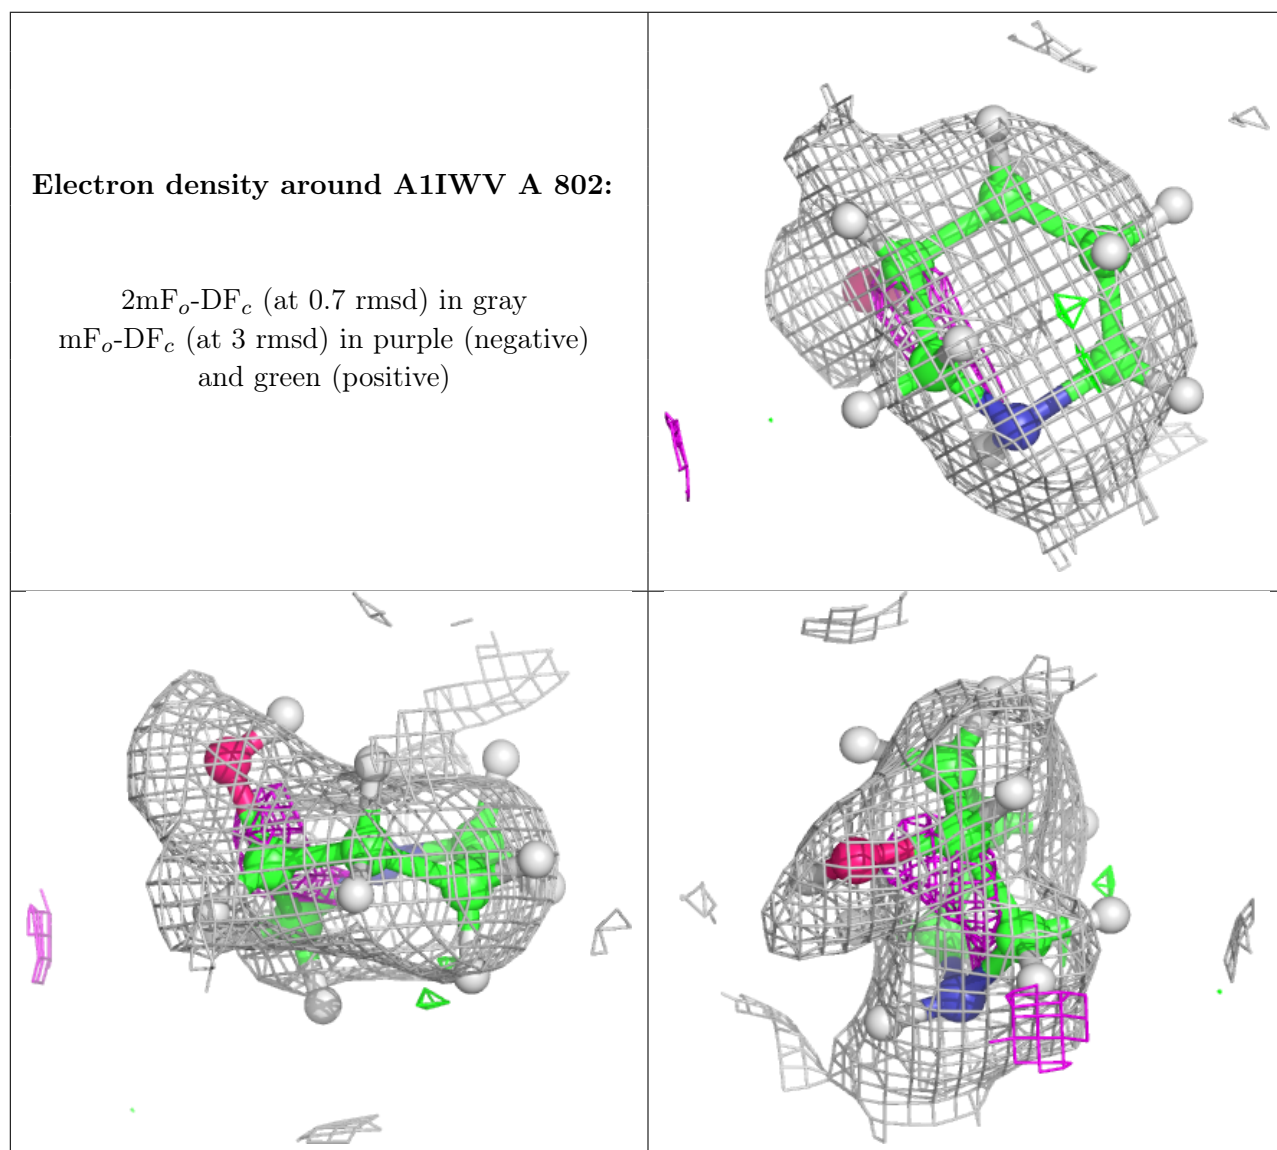 Electron density around A1IWV A 802:
2mFo-DFc (at 0.7 rmsd) in gray
mFo-DFc (at 3 rmsd) in purple (negative)
and green (positive)